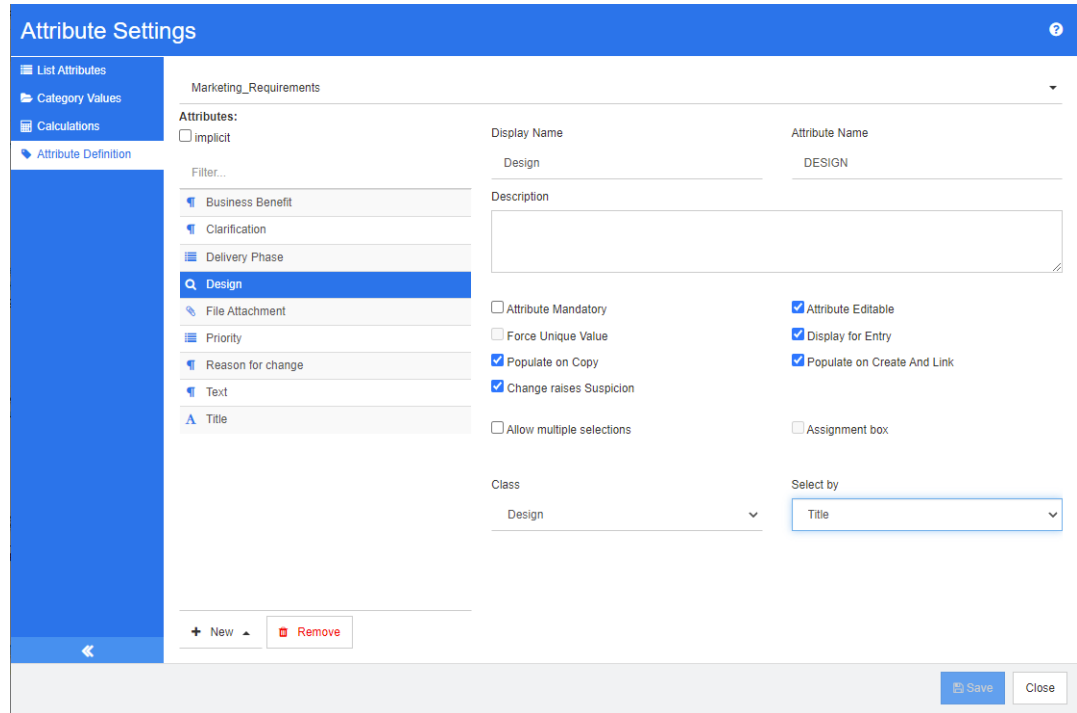 Attribute Settings
List Attributes
Category Values
Calculations
Attribute Definition
Marketing_Requirements
Attributes:
implicit
Filter...
Business Benefit
Clarification
Delivery Phase
Design
File Attachment
Priority
Reason for change
Text
Title
New
Remove
Display Name
Attribute Name
Design
DESIGN
Description
Attribute Mandatory
Attribute Editable
Force Unique Value
Display for Entry
Populate on Copy
Populate on Create And Link
Change raises Suspicion
Allow multiple selections
Assignment box
Class
Select by
Design
Title
Save
Close